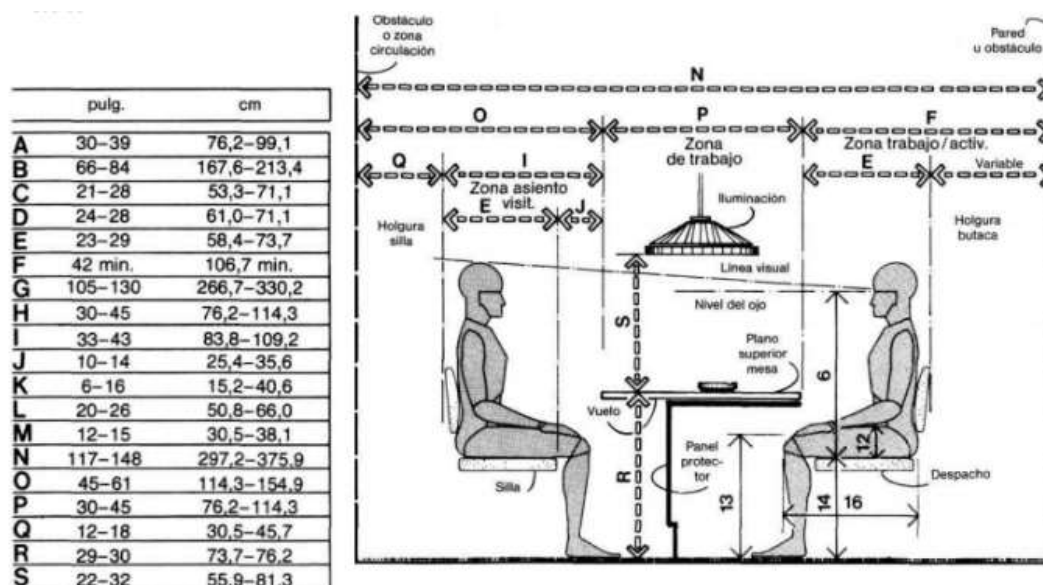 pulg. cm
A 30–39 76,2–99,1
B 66–84 167,6–213,4
C 21–28 53,3–71,1
D 24–28 61,0–71,1
E 23–29 58,4–73,7
F 42 min. 106,7 min.
G 105–130 266,7–330,2
H 30–45 76,2–114,3
I 33–43 83,8–109,2
J 10–14 25,4–35,6
K 6–16 15,2–40,6
L 20–26 50,8–66,0
M 12–15 30,5–38,1
N 117–148 297,2–375,9
O 45–61 114,3–154,9
P 30–45 76,2–114,3
Q 12–18 30,5–45,7
R 29–30 73,7–76,2
S 22–32 55,9–81,3
Obstáculo
o zona
circulación
Pared
u obstáculo
N
O
P
F
Zona
de trabajo
Zona trabajo/activ.
Q
I
E
Variable
Zona asiento
visit.
E
J
Holgura
silla
Iluminación
Holgura
butaca
Línea visual
Nivel del ojo
S
Plano
superior
mesa
6
Vuelo
12
R
Panel
protec-
tor
Silla
Despacho
13
14
16